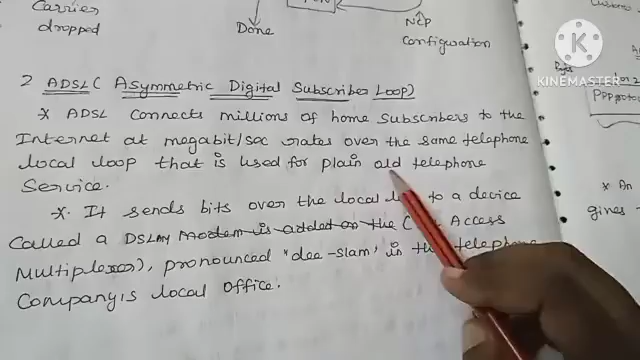 Carrier
dropped
Done
NCP
Configuration
KINEMASTER
PPP proto
2 ADSL ( Asymmetric Digital Subscriber Loop)
* ADSL connects millions of home subscribers to the
Internet at megabit/sec rates over the same telephone
local loop that is used for plain old telephone
Service.
*. It sends bits over the local to a device
Called a DSLAM Access
Multiplexer), pronounced "dee-slam" in the telephone
Company's local office.
* An
gines